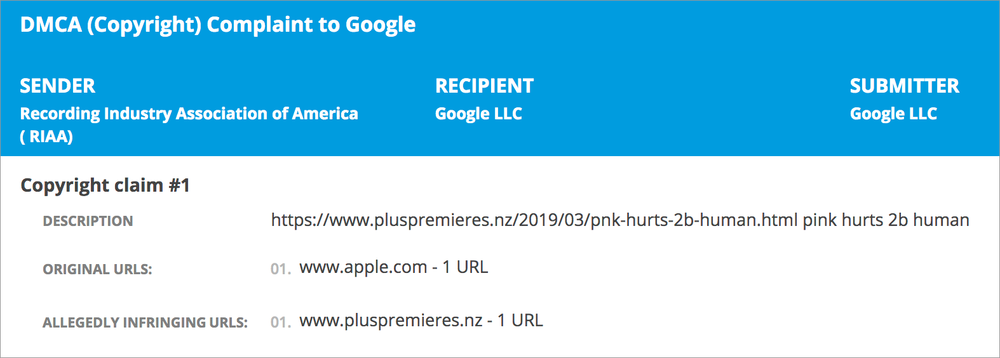 DMCA (Copyright) Complaint to Google
SENDER
Recording Industry Association of America
( RIAA)
RECIPIENT
Google LLC
SUBMITTER
Google LLC
Copyright claim #1
DESCRIPTION https://www.pluspremieres.nz/2019/03/pnk-hurts-2b-human.html pink hurts 2b human
ORIGINAL URLS: 01. www.apple.com - 1 URL
ALLEGEDLY INFRINGING URLS: 01. www.pluspremieres.nz - 1 URL